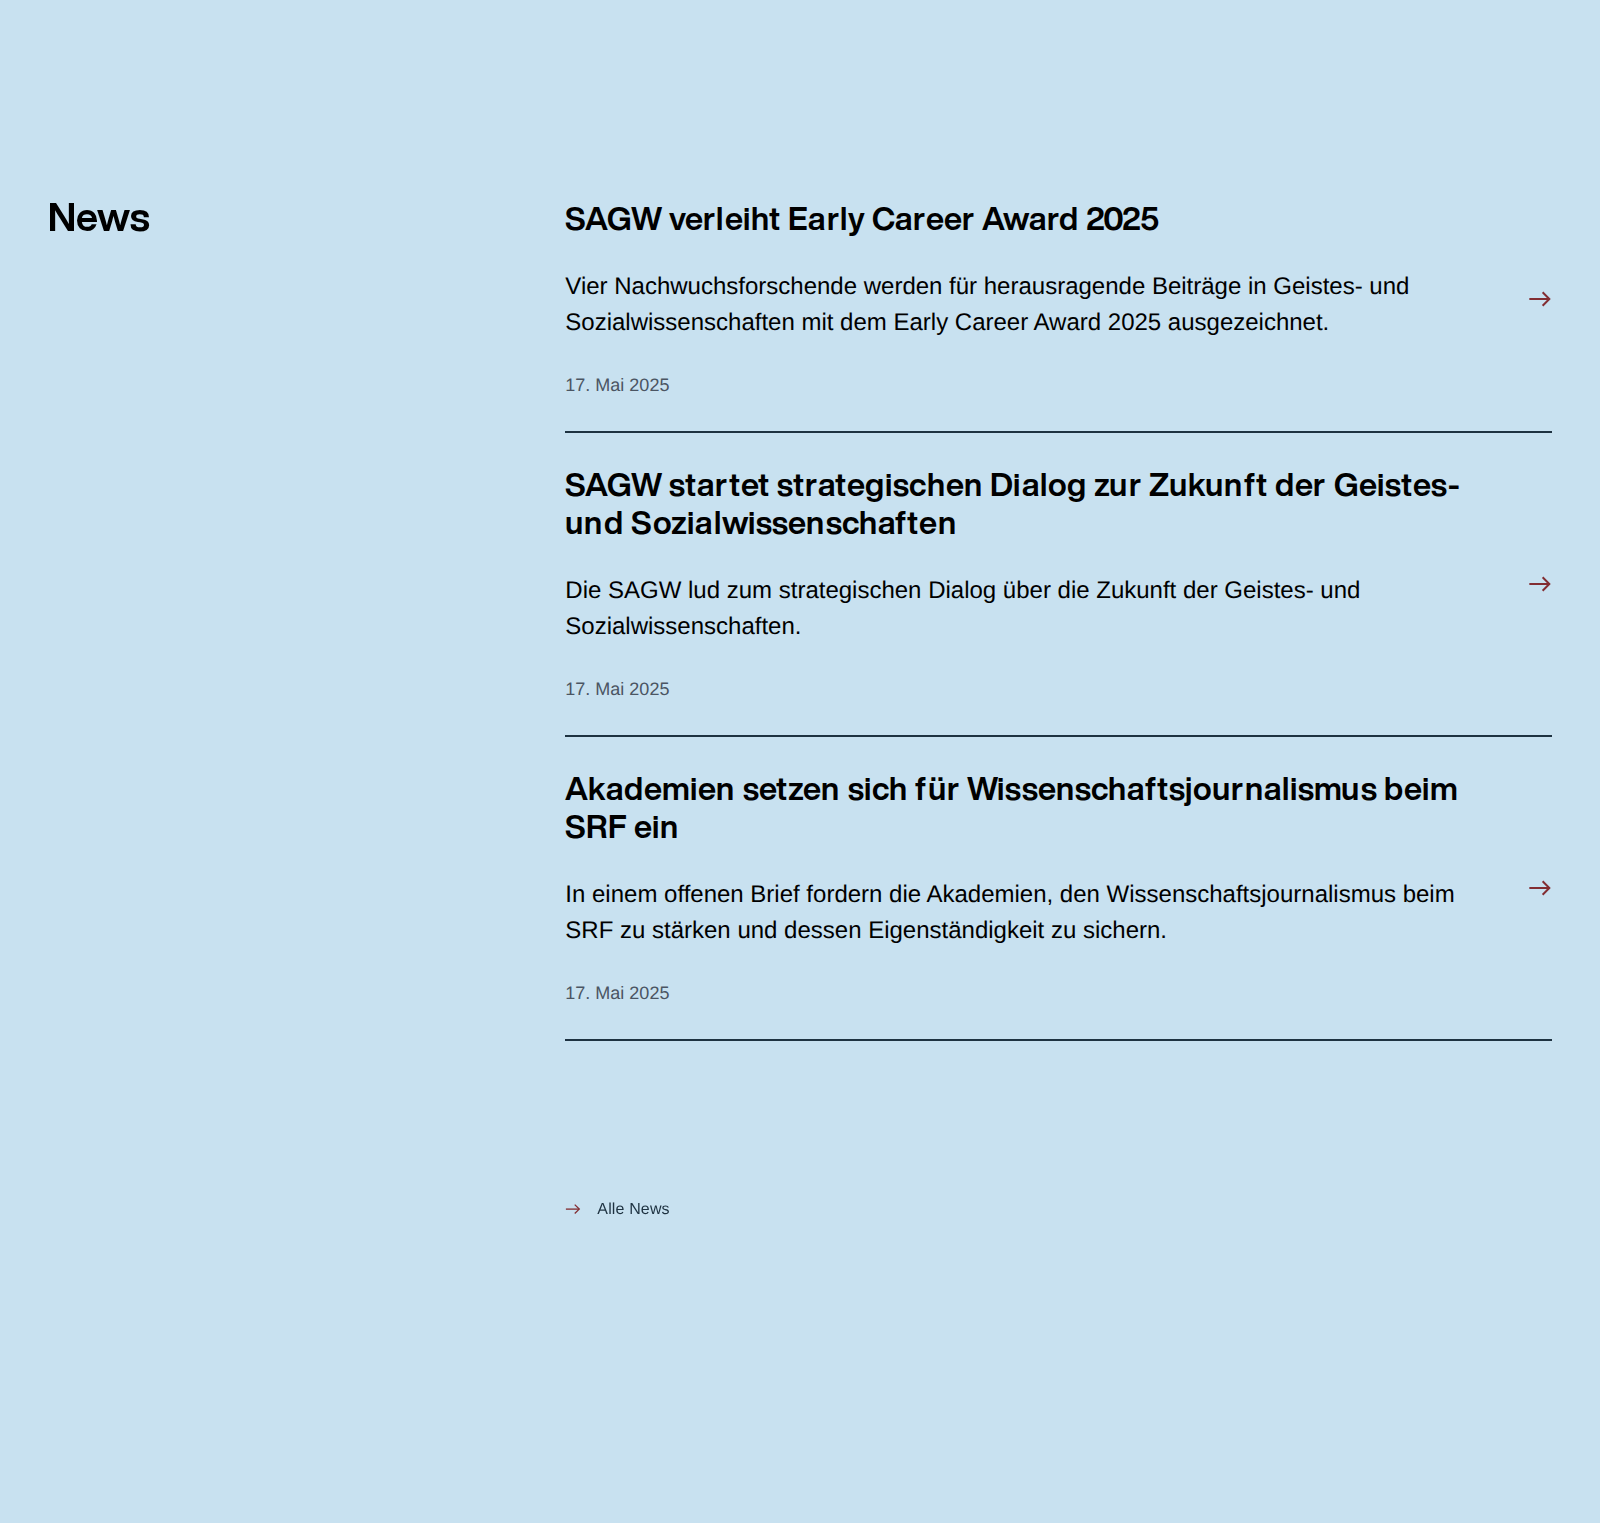 News
SAGW verleiht Early Career Award 2025
Vier Nachwuchsforschende werden für herausragende Beiträge in Geistes- und
Sozialwissenschaften mit dem Early Career Award 2025 ausgezeichnet.
17. Mai 2025
SAGW startet strategischen Dialog zur Zukunft der Geistes-
und Sozialwissenschaften
Die SAGW lud zum strategischen Dialog über die Zukunft der Geistes- und
Sozialwissenschaften.
17. Mai 2025
Akademien setzen sich für Wissenschaftsjournalismus beim
SRF ein
In einem offenen Brief fordern die Akademien, den Wissenschaftsjournalismus beim
SRF zu stärken und dessen Eigenständigkeit zu sichern.
17. Mai 2025
Alle News